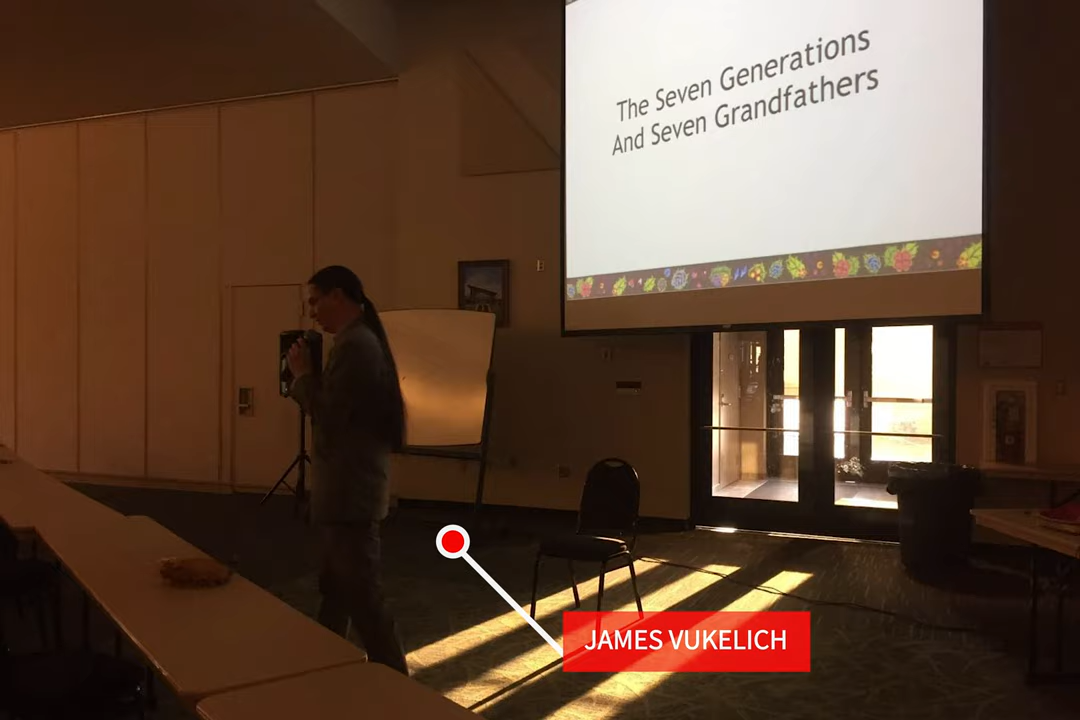 The Seven Generations
And Seven Grandfathers
JAMES VUKELICH